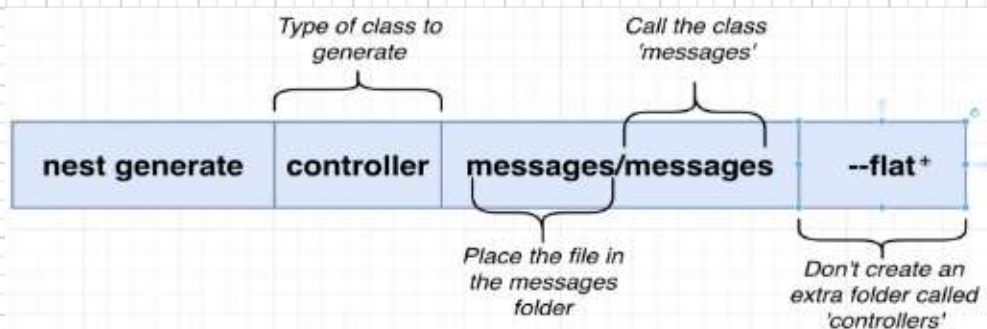 Type of class to
generate
Call the class
'messages'
nest generate controller messages/messages --flat+
Place the file in
the messages
folder
Don't create an
extra folder called
'controllers'